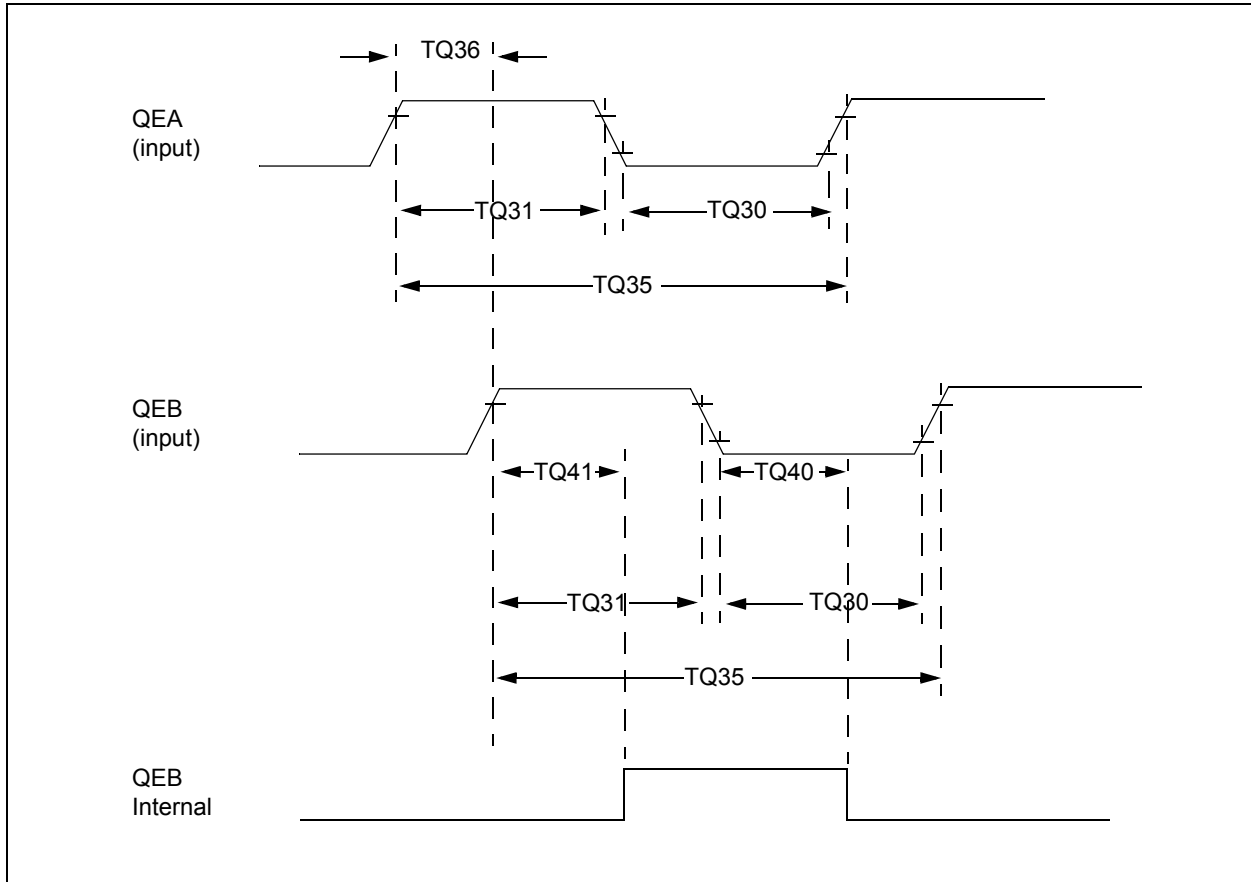 TQ36
QEA
(input)
TQ31
TQ30
TQ35
QEB
(input)
TQ41
TQ40
TQ31
TQ30
TQ35
QEB
Internal